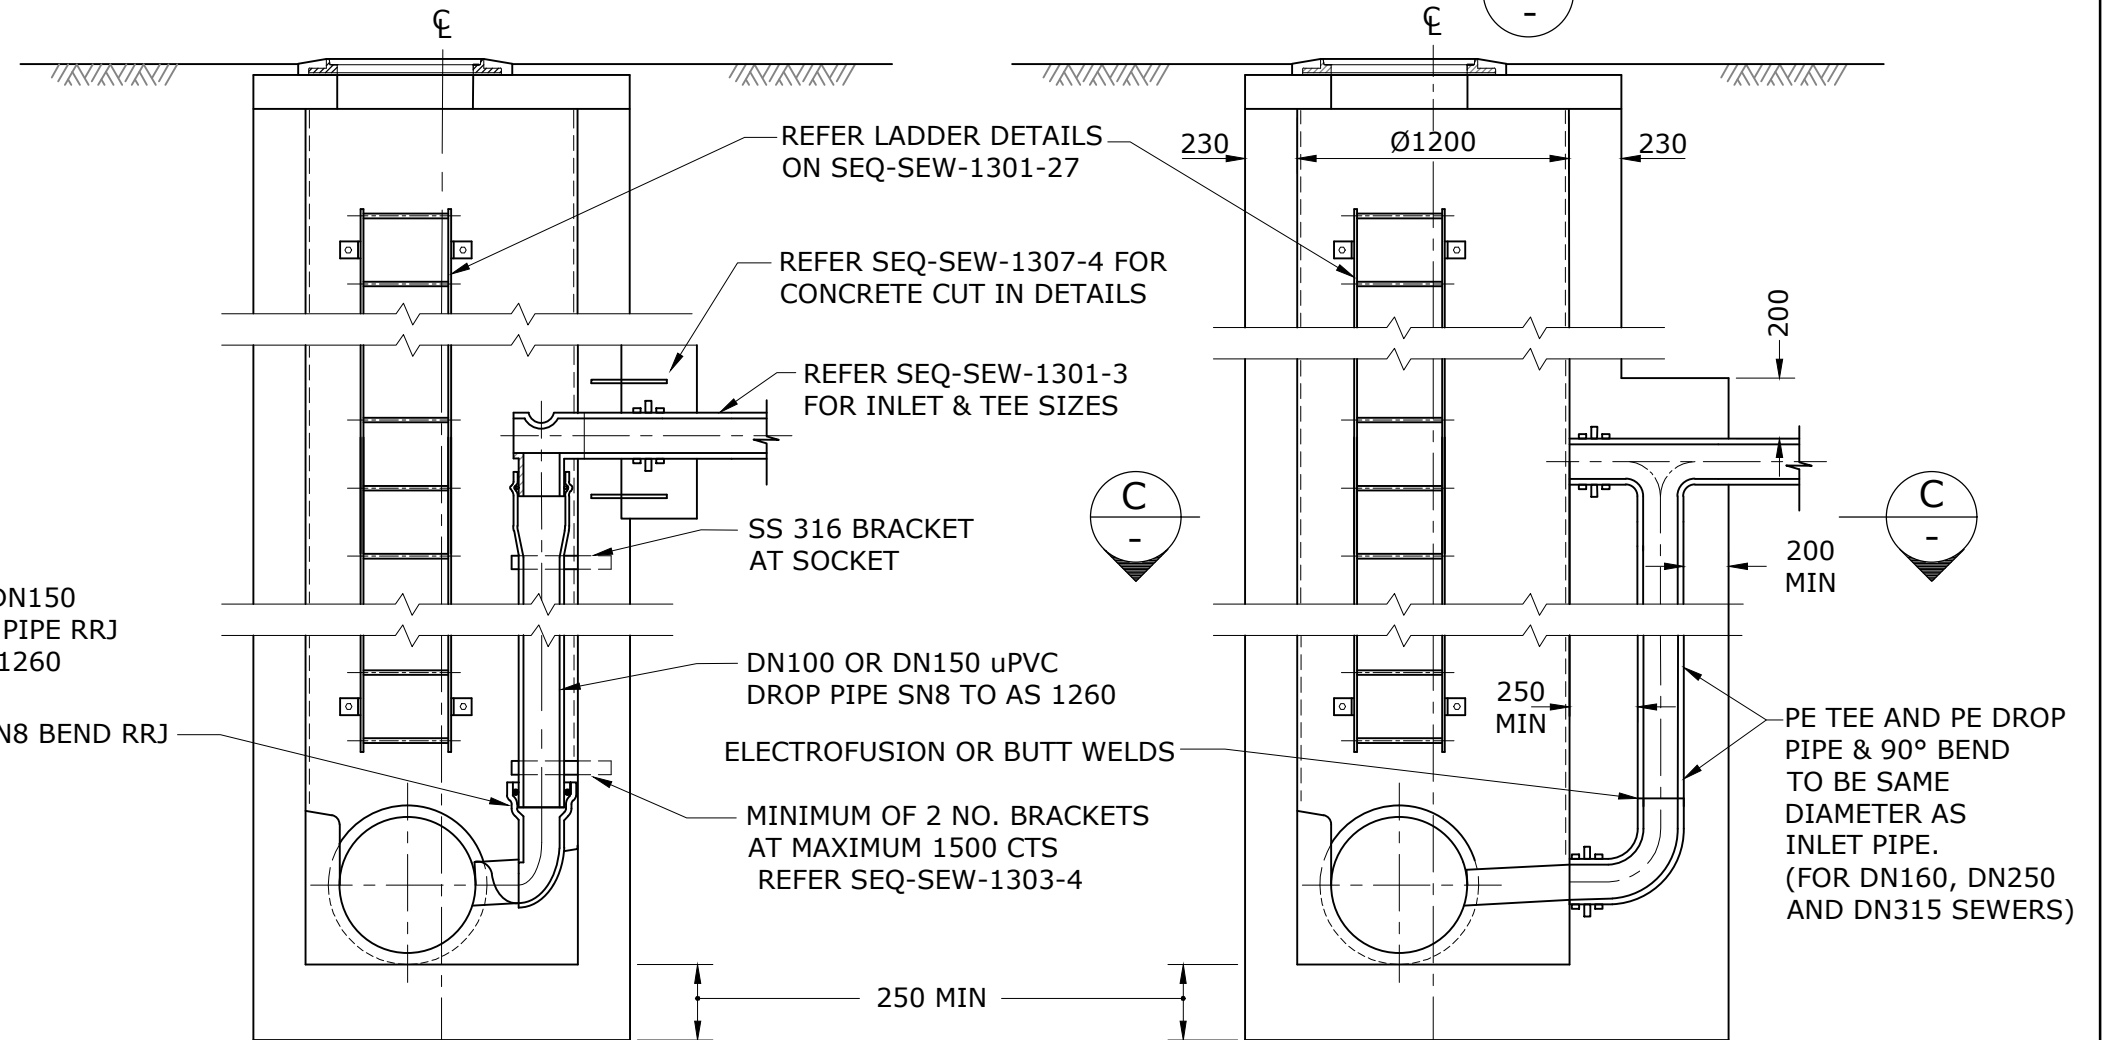 ℄
℄
-
REFER LADDER DETAILS
ON SEQ-SEW-1301-27
230
Ø1200
230
REFER SEQ-SEW-1307-4 FOR
CONCRETE CUT IN DETAILS
200
REFER SEQ-SEW-1301-3
FOR INLET & TEE SIZES
C
-
C
-
SS 316 BRACKET
AT SOCKET
200
MIN
DN150
PIPE RRJ
1260
DN100 OR DN150 uPVC
DROP PIPE SN8 TO AS 1260
250
MIN
N8 BEND RRJ
ELECTROFUSION OR BUTT WELDS
PE TEE AND PE DROP
PIPE & 90° BEND
TO BE SAME
DIAMETER AS
INLET PIPE.
(FOR DN160, DN250
AND DN315 SEWERS)
MINIMUM OF 2 NO. BRACKETS
AT MAXIMUM 1500 CTS
REFER SEQ-SEW-1303-4
250 MIN